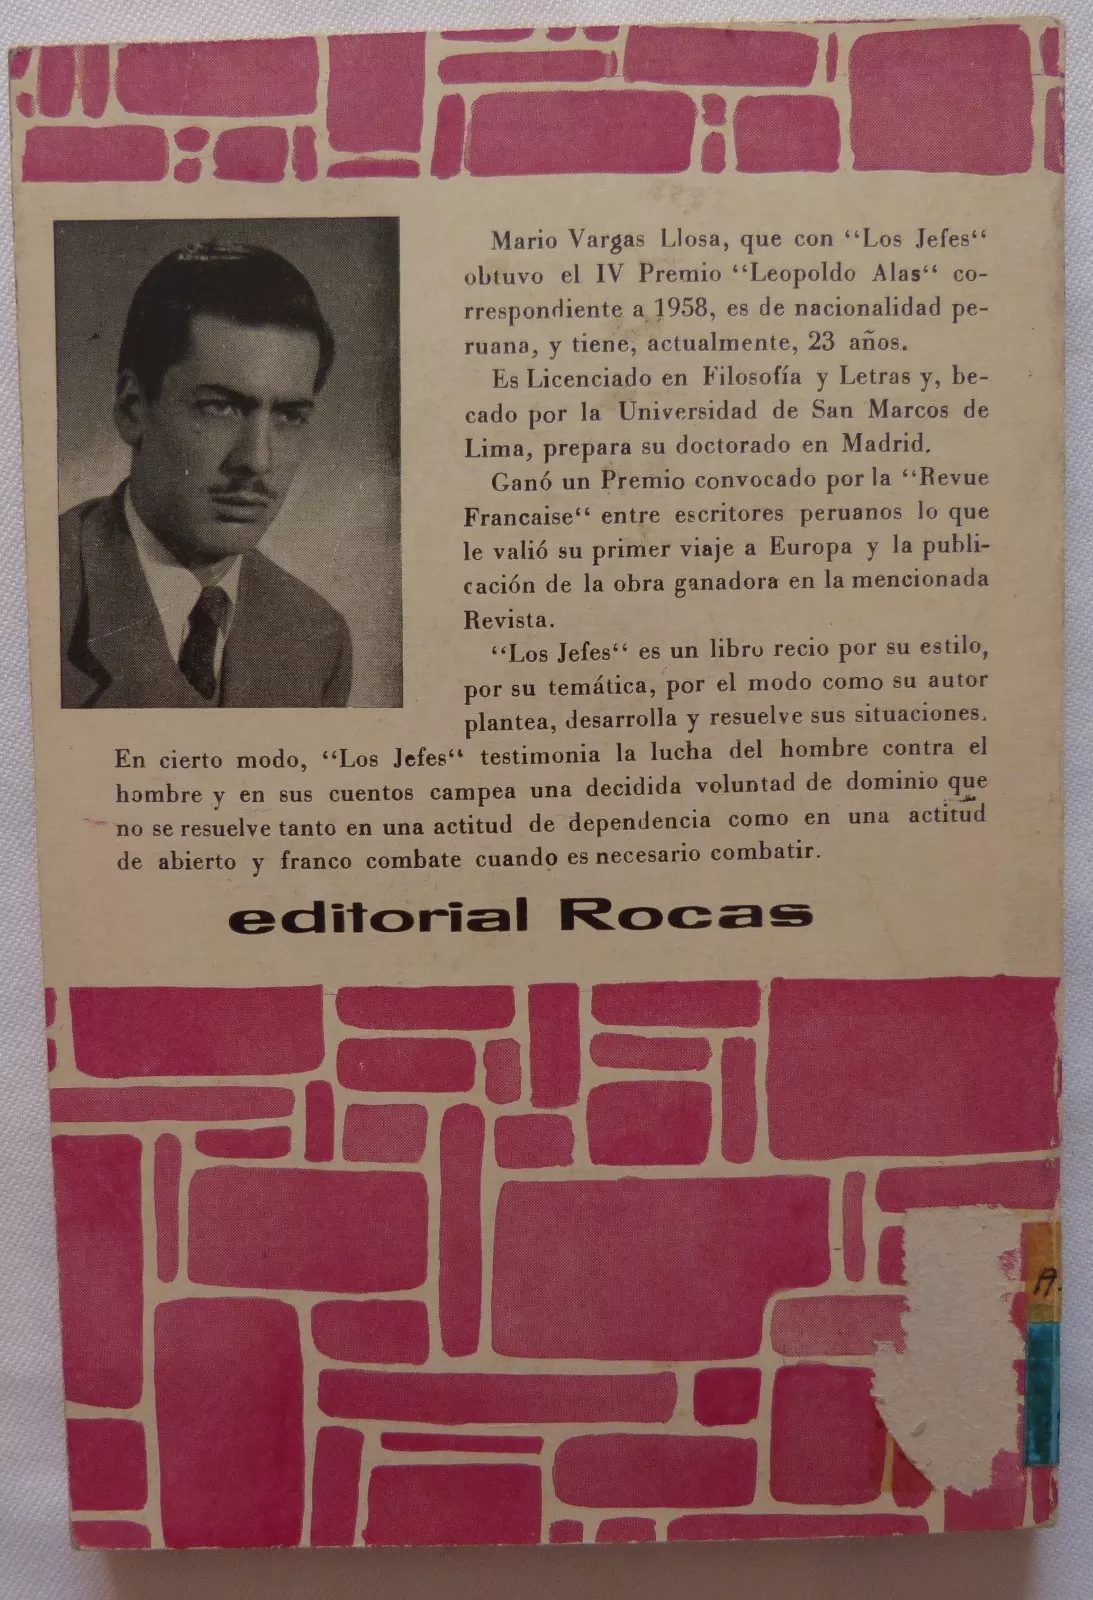 Mario Vargas Llosa, que con “Los Jefes“
obtuvo el IV Premio “Leopoldo Alas“ co-
rrespondiente a 1958, es de nacionalidad pe-
ruana, y tiene, actualmente, 23 años.
Es Licenciado en Filosofía y Letras y, be-
cado por la Universidad de San Marcos de
Lima, prepara su doctorado en Madrid.
Ganó un Premio convocado por la “Revue
Francaise“ entre escritores peruanos lo que
le valió su primer viaje a Europa y la publi-
cación de la obra ganadora en la mencionada
Revista.
“Los Jefes“ es un libro recio por su estilo,
por su temática, por el modo como su autor
plantea, desarrolla y resuelve sus situaciones.
En cierto modo, “Los Jefes“ testimonia la lucha del hombre contra el
hombre y en sus cuentos campea una decidida voluntad de dominio que
no se resuelve tanto en una actitud de dependencia como en una actitud
de abierto y franco combate cuando es necesario combatir.
editorial Rocas
A